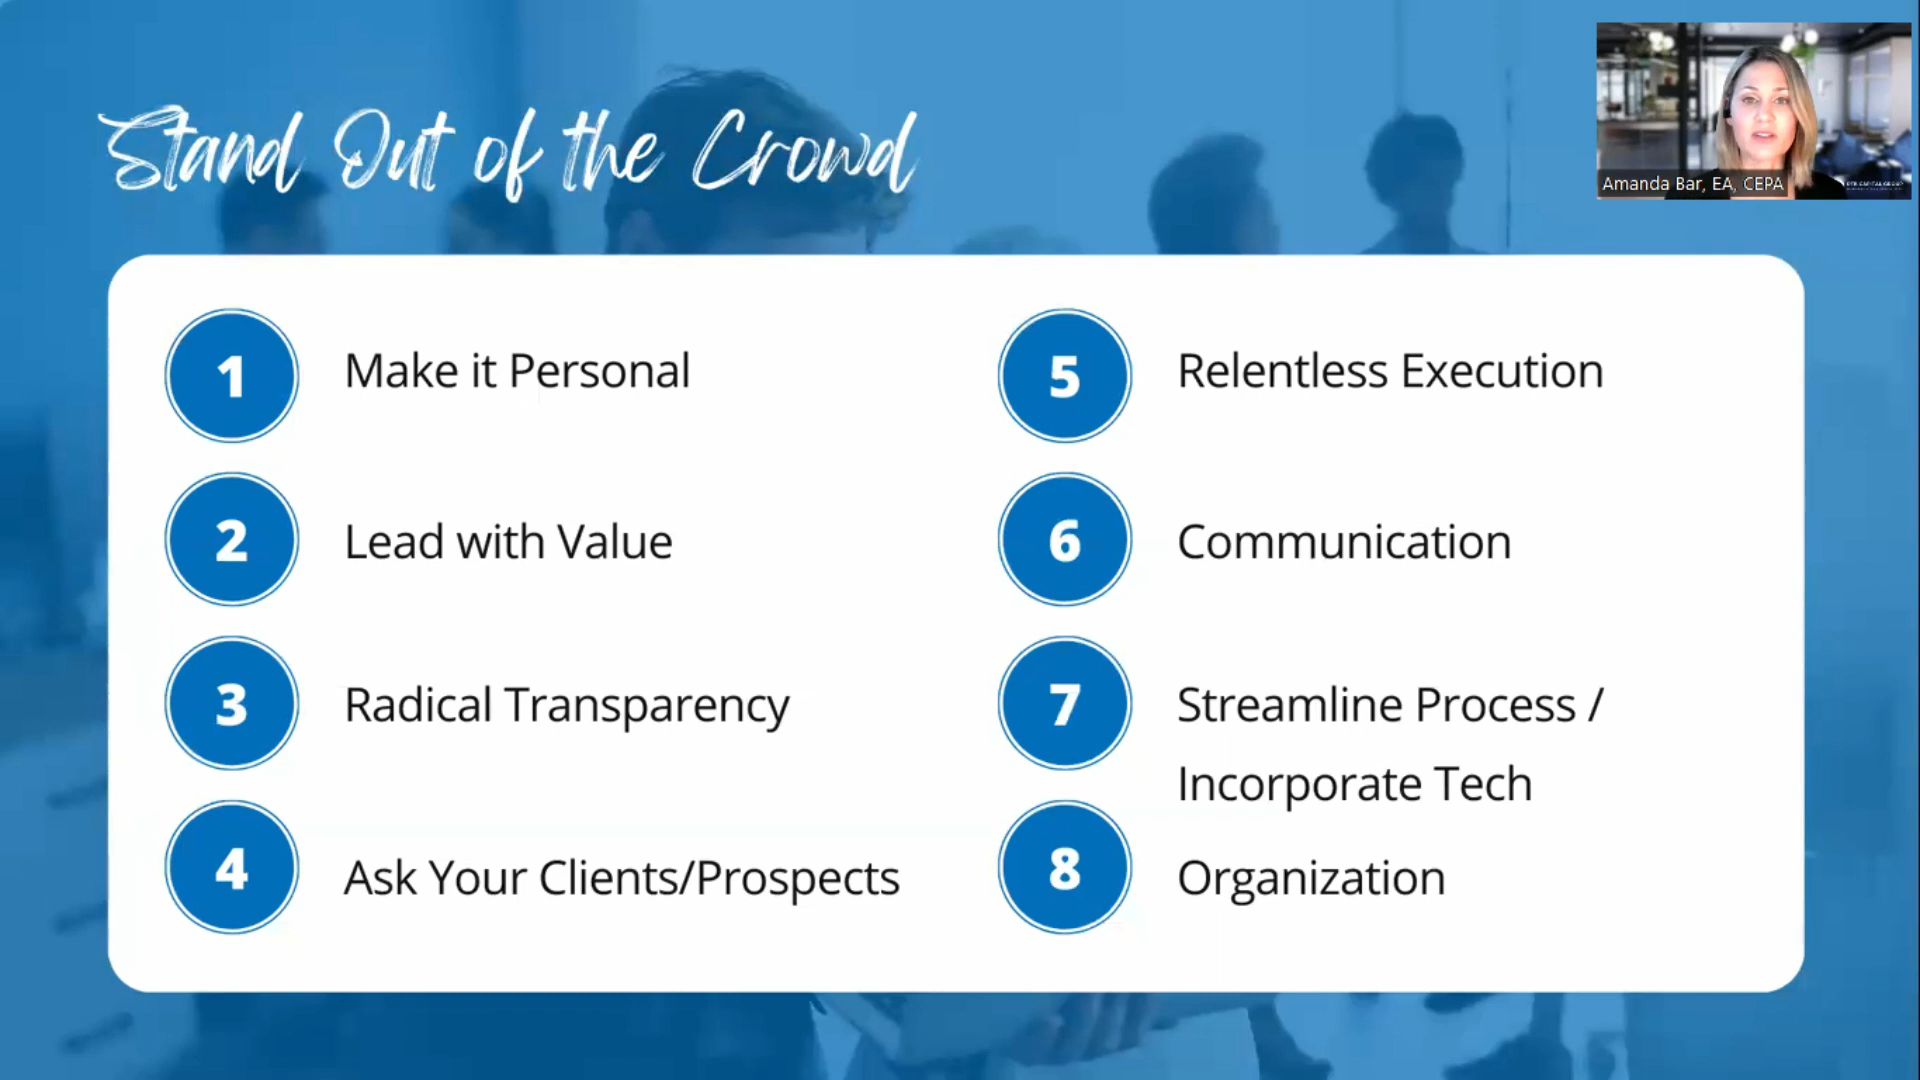 Stand Out of the Crowd
Amanda Bar, EA, CEPA
1
Make it Personal
2
Lead with Value
3
Radical Transparency
4
Ask Your Clients/Prospects
5
Relentless Execution
6
Communication
7
Streamline Process /
Incorporate Tech
8
Organization